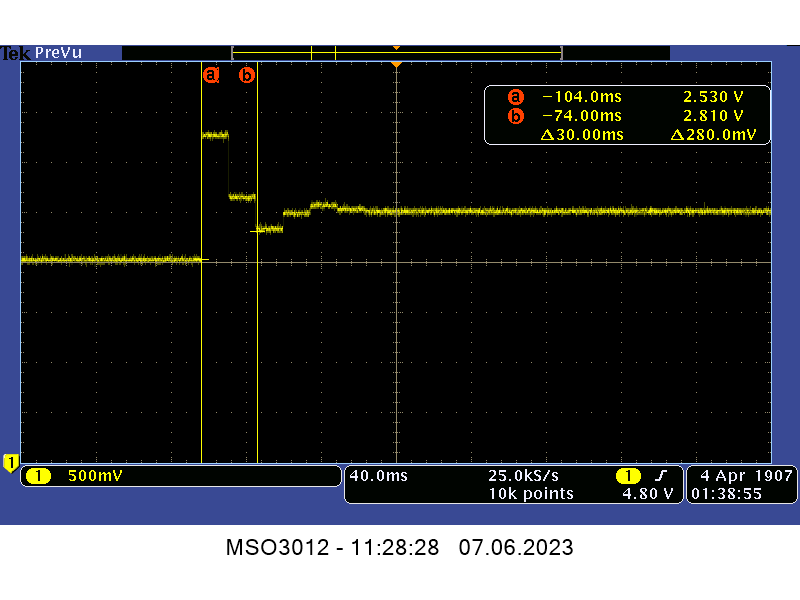 Tek PreVu
a b
a −104.0ms 2.530 V
b −74.00ms 2.810 V
Δ30.00ms Δ280.0mV
1
1 500mV
40.0ms 25.0kS/s 1
10k points 4.80 V
4 Apr 1907
01:38:55
MSO3012 - 11:28:28 07.06.2023